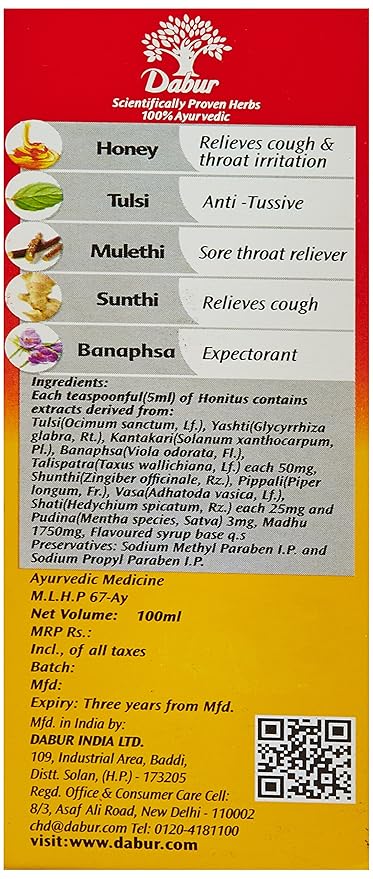 Dabur
Scientifically Proven Herbs
100% Ayurvedic
Honey Relieves cough &
throat irritation
Tulsi Anti -Tussive
Mulethi Sore throat reliever
Sunthi Relieves cough
Banaphsa Expectorant
Ingredients:
Each teaspoonful(5ml) of Honitus contains
extracts derived from:
Tulsi(Ocimum sanctum, Lf.), Yashti(Glycyrrhiza
glabra, Rt.), Kantakari(Solanum xanthocarpum,
Pl.), Banaphsa(Viola odorata, Fl.),
Talispatra(Taxus wallichiana, Lf.) each 50mg,
Shunthi(Zingiber officinale, Rz.), Pippali(Piper
longum, Fr.), Vasa(Adhatoda vasica, Lf.),
Shati(Hedychium spicatum, Rz.) each 25mg and
Pudina(Mentha species, Satva) 3mg, Madhu
1750mg, Flavoured syrup base q.s
Preservatives: Sodium Methyl Paraben I.P. and
Sodium Propyl Paraben I.P.
Ayurvedic Medicine
M.L.H.P 67-Ay
Net Volume: 100ml
MRP Rs.:
Incl., of all taxes
Batch:
Mfd:
Expiry: Three years from Mfd.
Mfd. in India by:
DABUR INDIA LTD.
109, Industrial Area, Baddi,
Distt. Solan, (H.P.) - 173205
Regd. Office & Consumer Care Cell:
8/3, Asaf Ali Road, New Delhi - 110002
chd@dabur.com Tel: 0120-4181100
visit:www.dabur.com